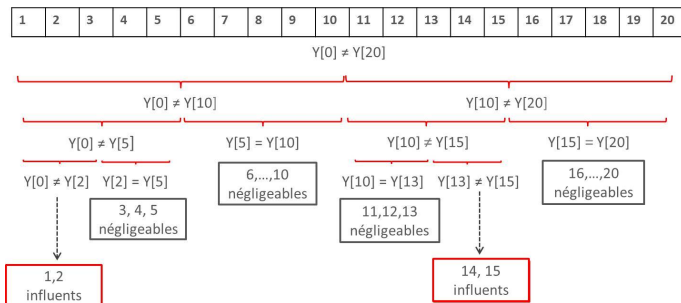 1 2 3 4 5 6 7 8 9 10 11 12 13 14 15 16 17 18 19 20
Y[0] ≠ Y[20]
Y[0] ≠ Y[10] Y[10] ≠ Y[20]
Y[0] ≠ Y[5] Y[5] = Y[10] Y[10] ≠ Y[15] Y[15] = Y[20]
Y[0] ≠ Y[2] Y[2] = Y[5] 6,...,10 Y[10] = Y[13] Y[13] ≠ Y[15] 16,...,20
négligeables négligeables
3, 4, 5 11,12,13
négligeables négligeables
1,2 14, 15
influents influents